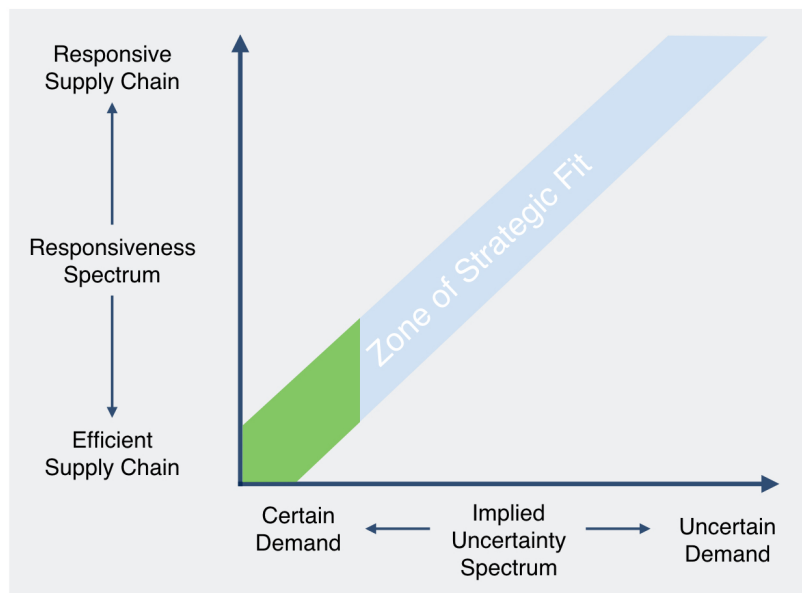 Responsive
Supply Chain
Responsiveness
Spectrum
Efficient
Supply Chain
Zone of Strategic Fit
Certain
Demand
Implied
Uncertainty
Spectrum
Uncertain
Demand